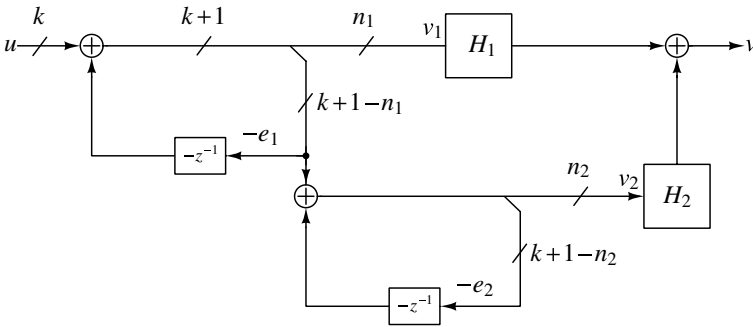 k
k+1
n₁
v₁
u
H₁
v
k+1−n₁
−e₁
−z⁻¹
n₂
v₂
H₂
k+1−n₂
−e₂
−z⁻¹